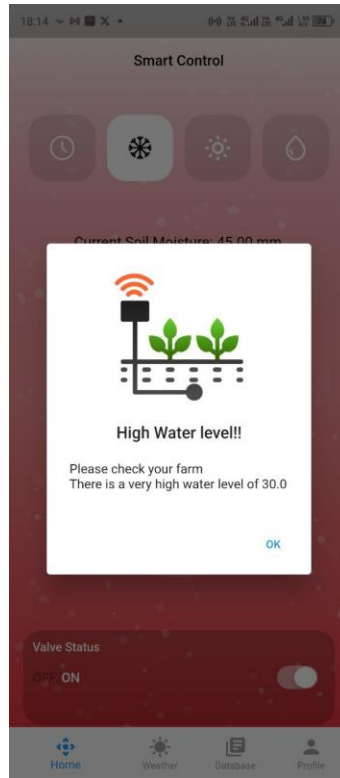 18:14
Smart Control
Current Soil Moisture: 45.00 mm
High Water level!!
Please check your farm
There is a very high water level of 30.0
OK
Valve Status
OFF ON
Home Weather Database Profile